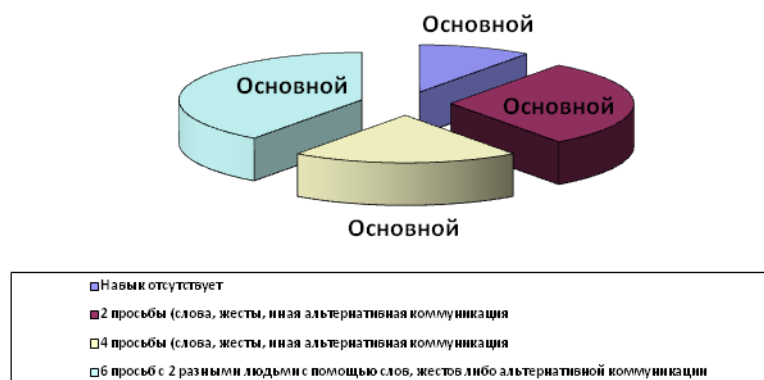 Основной
Основной
Основной
Основной
Навык отсутствует
2 просьбы (слова, жесты, иная альтернативная коммуникация
4 просьбы (слова, жесты, иная альтернативная коммуникация
6 просьб с 2 разными людьми с помощью слов, жестов либо альтернативной коммуникации